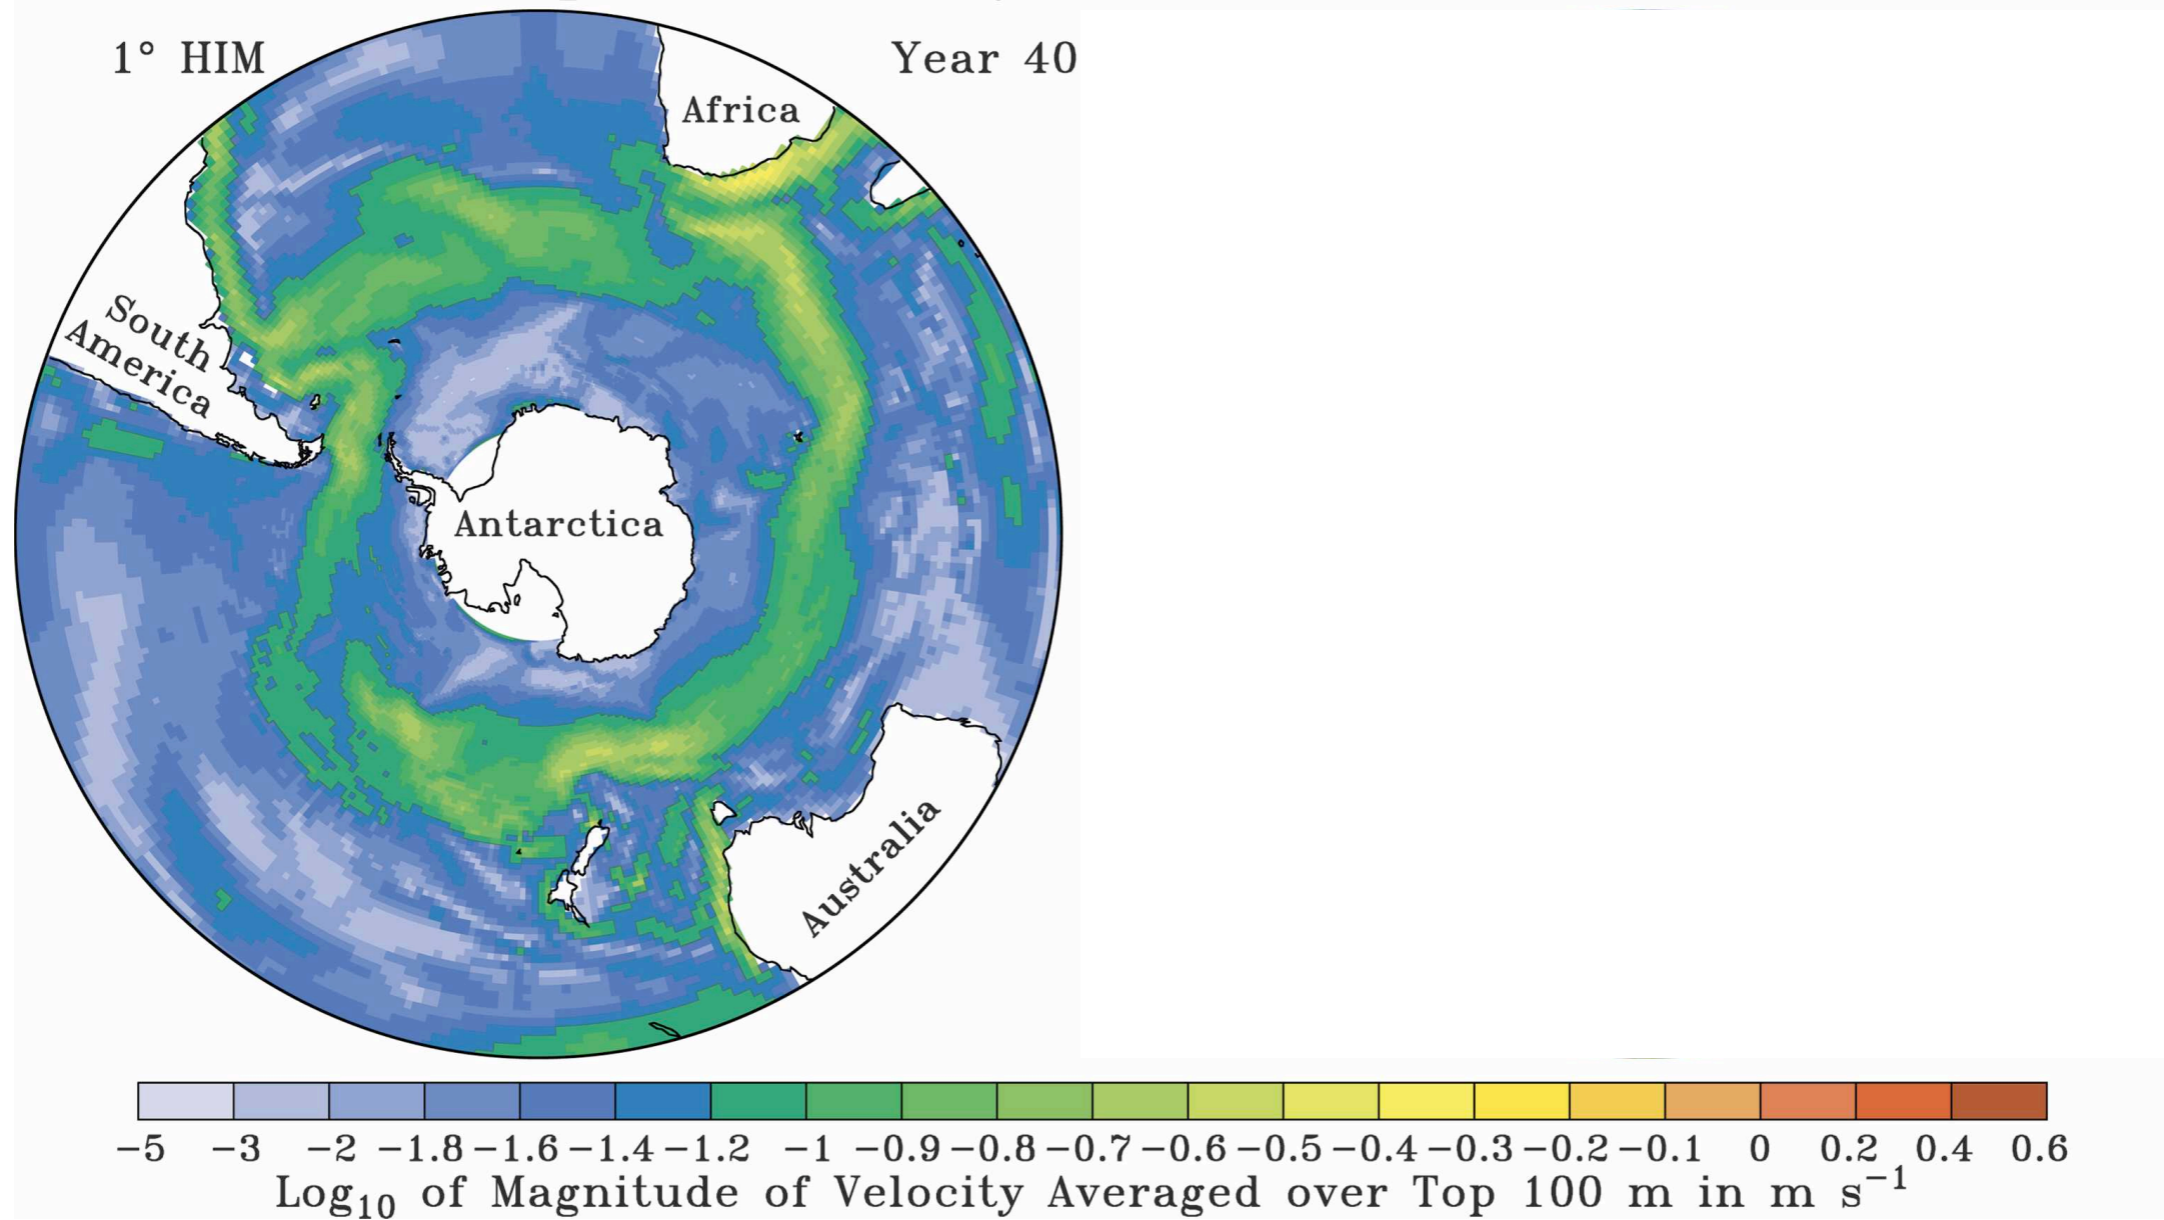 1° HIM
Year 40
Africa
South
America
Antarctica
Australia
−5 −3 −2 −1.8 −1.6 −1.4 −1.2 −1 −0.9 −0.8 −0.7 −0.6 −0.5 −0.4 −0.3 −0.2 −0.1 0 0.2 0.4 0.6
Log₁₀ of Magnitude of Velocity Averaged over Top 100 m in m s⁻¹